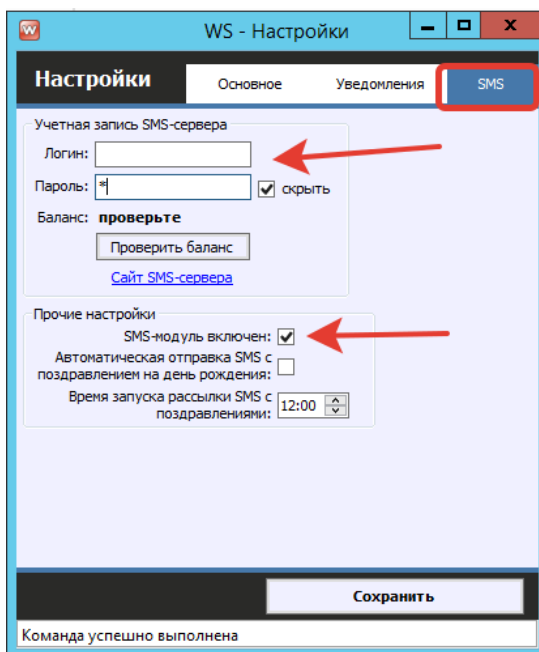 WS - Настройки
Настройки
Основное
Уведомления
SMS
Учетная запись SMS-сервера
Логин:
Пароль: * скрыть
Баланс: проверьте
Проверить баланс
Сайт SMS-сервера
Прочие настройки
SMS-модуль включен:
Автоматическая отправка SMS с
поздравлением на день рождения:
Время запуска рассылки SMS с
поздравлениями: 12:00
Сохранить
Команда успешно выполнена